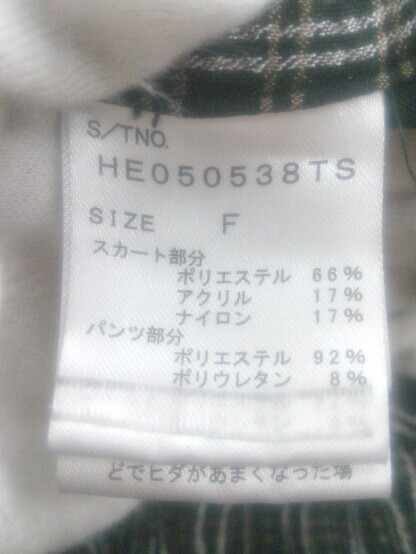 S/TNO.
HE050538TS
SIZE F
スカート部分
ポリエステル 66%
アクリル 17%
ナイロン 17%
パンツ部分
ポリエステル 92%
ポリウレタン 8%
どでヒダがあまくなった場